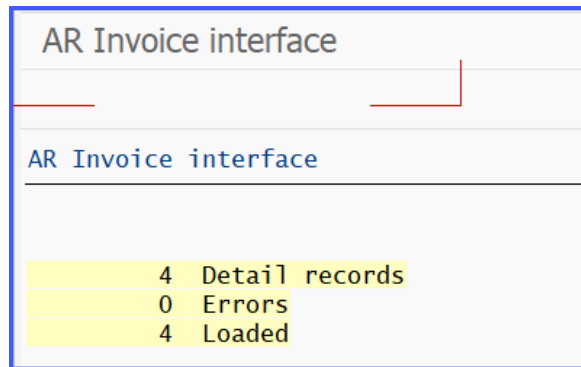 AR Invoice interface
AR Invoice interface
4 Detail records
0 Errors
4 Loaded